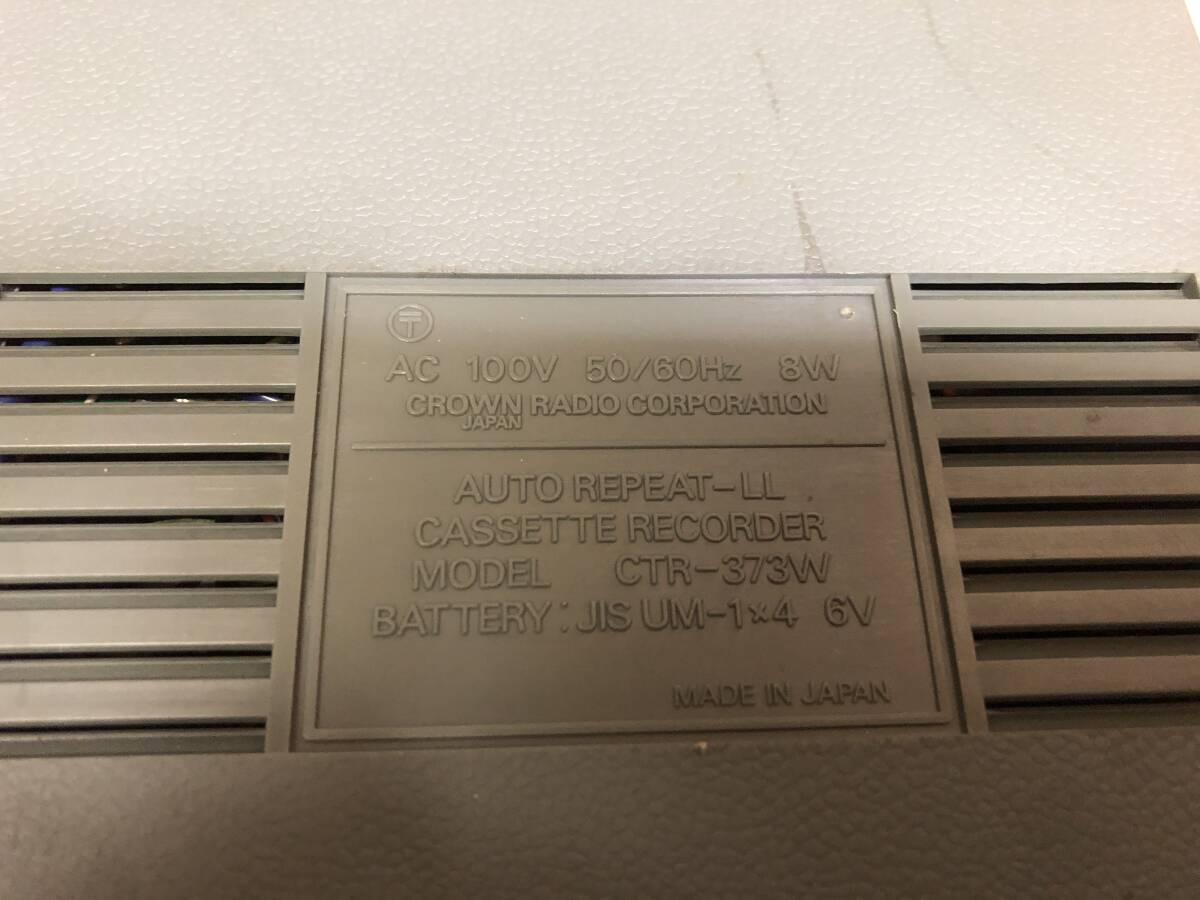 〒
AC 100V 50/60Hz 8W
CROWN RADIO CORPORATION
JAPAN
AUTO REPEAT-LL
CASSETTE RECORDER
MODEL CTR-373W
BATTERY : JIS UM-1×4 6V
MADE IN JAPAN